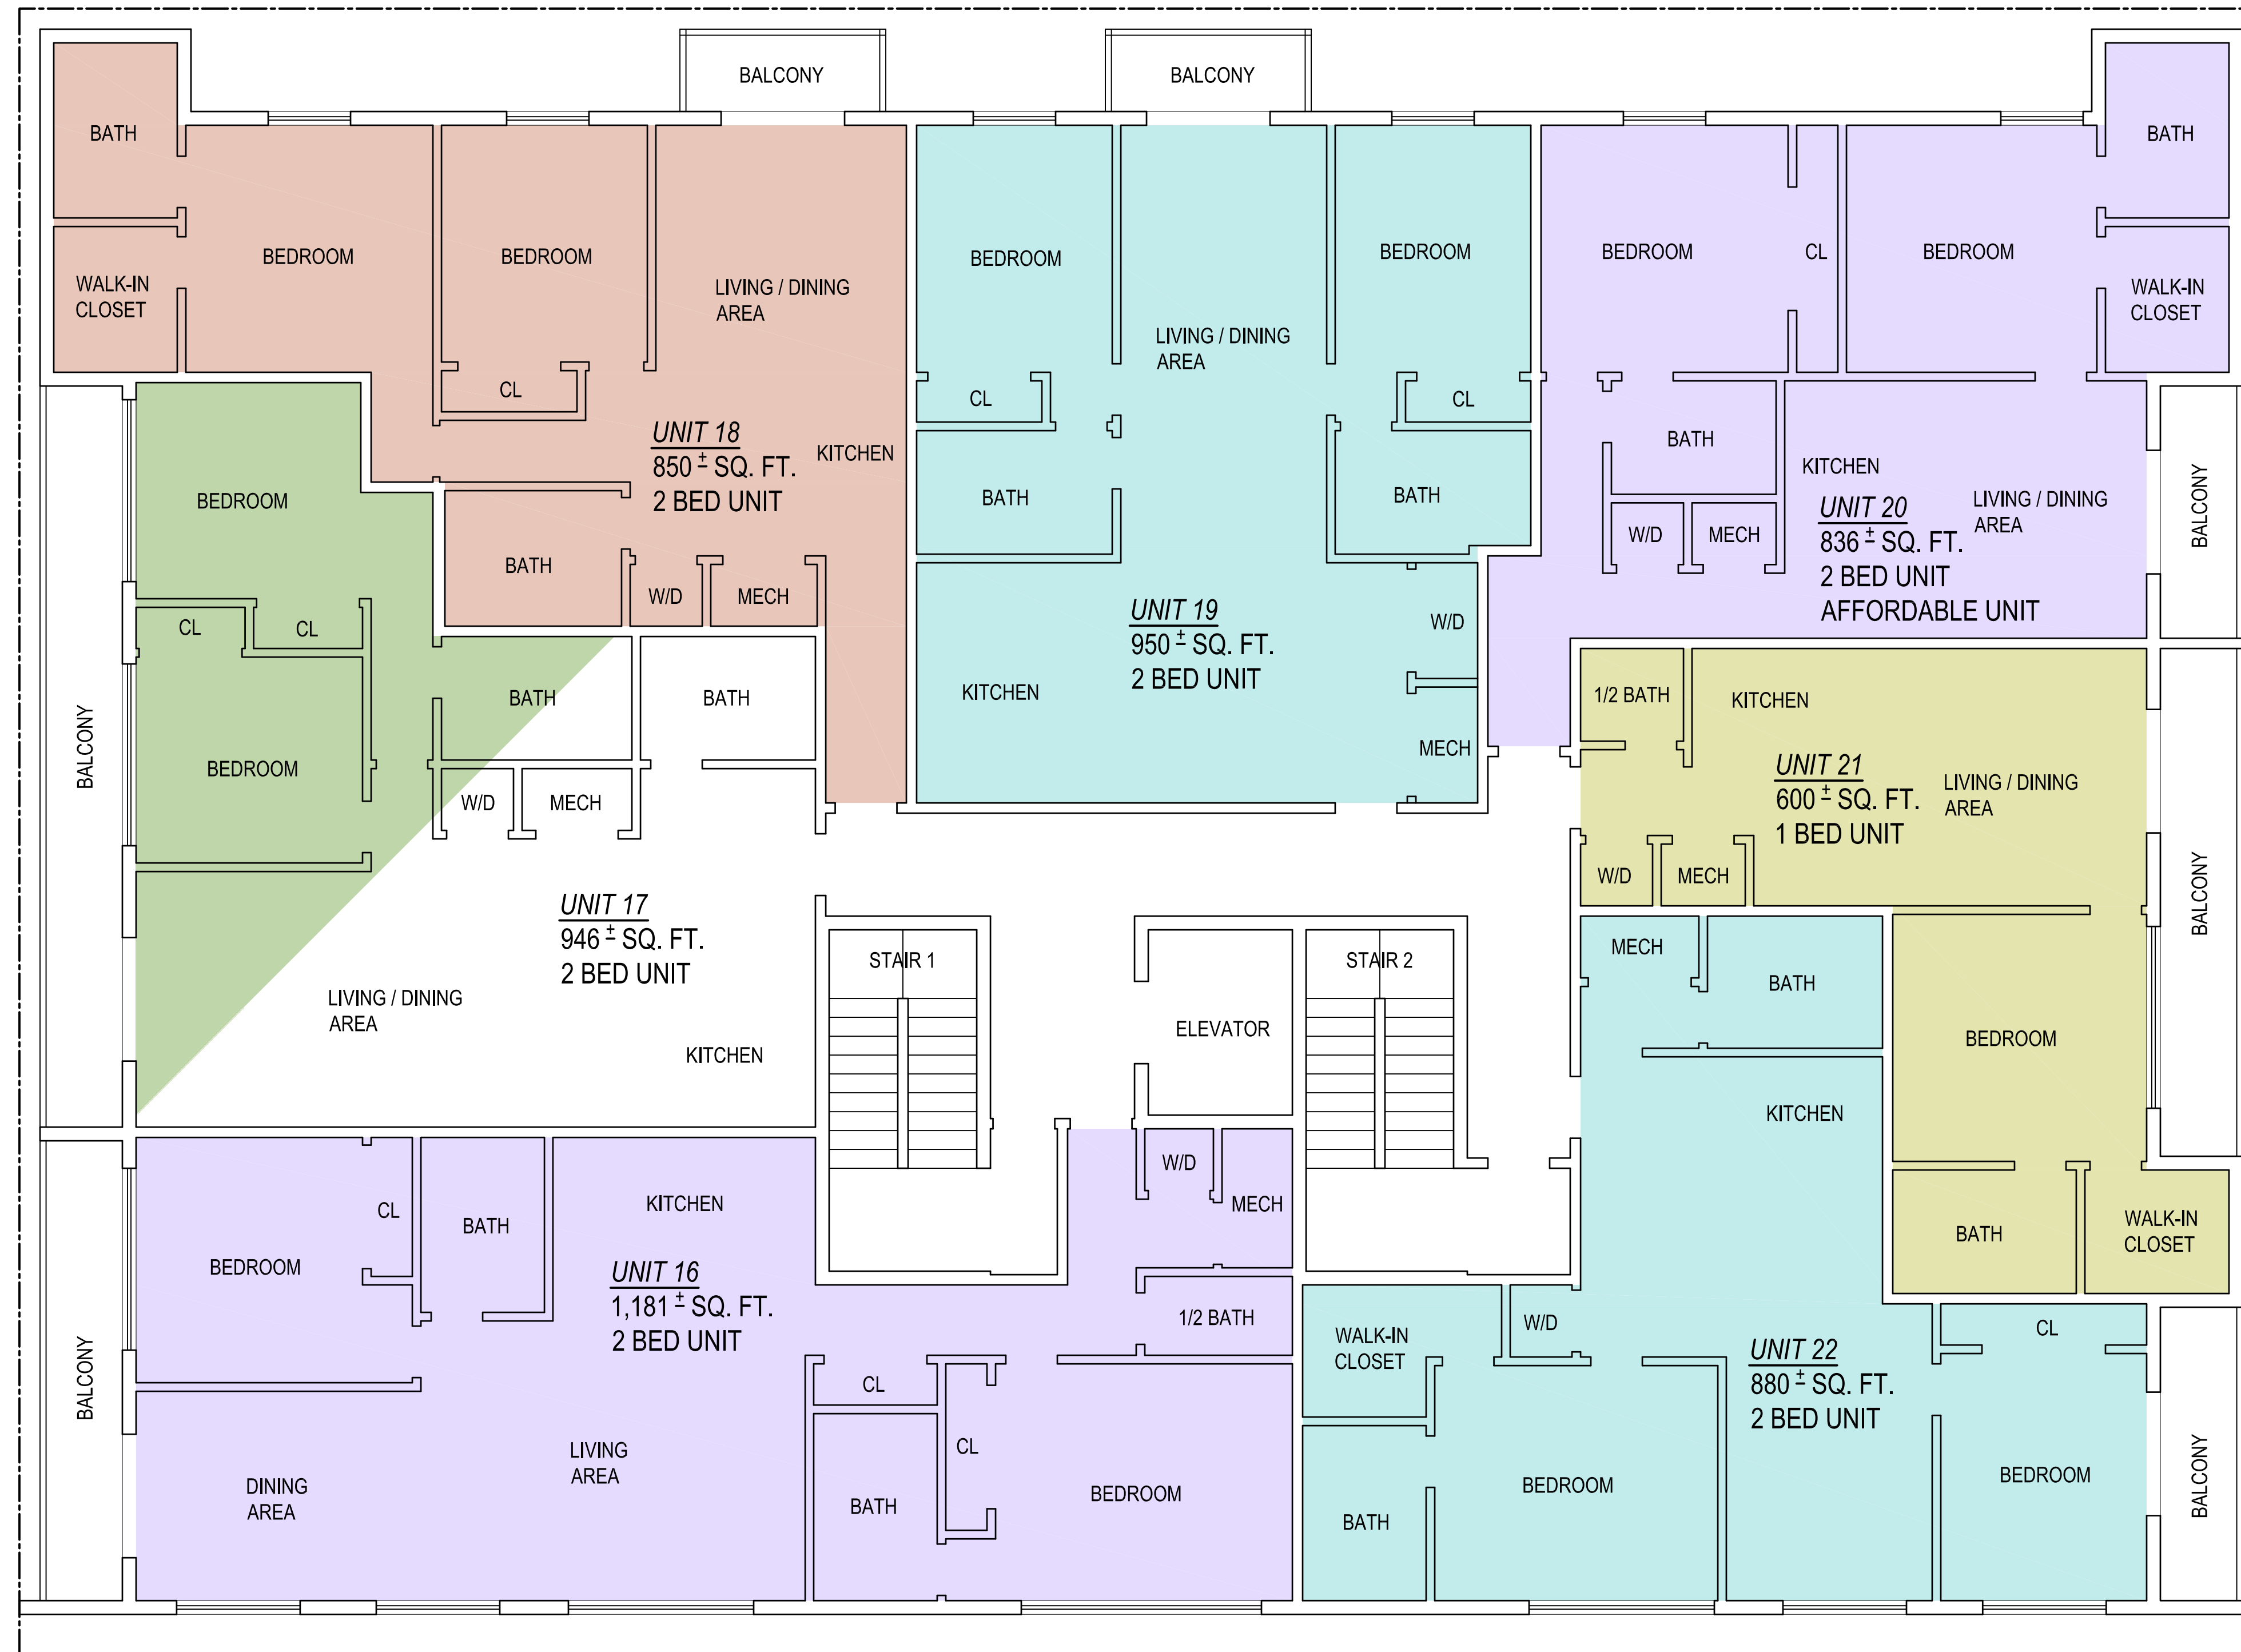 BALCONY
BALCONY
BATH
BEDROOM
BEDROOM
WALK-IN
CLOSET
LIVING / DINING
AREA
CL
UNIT 18
850 ± SQ. FT.
2 BED UNIT
KITCHEN
BATH
W/D
MECH
BEDROOM
BEDROOM
LIVING / DINING
AREA
CL
CL
BATH
BATH
UNIT 19
950 ± SQ. FT.
2 BED UNIT
W/D
KITCHEN
MECH
BEDROOM
CL
BEDROOM
BATH
WALK-IN
CLOSET
BATH
KITCHEN
LIVING / DINING
AREA
UNIT 20
836 ± SQ. FT.
2 BED UNIT
AFFORDABLE UNIT
W/D
MECH
BALCONY
BEDROOM
CL
CL
BATH
BATH
BALCONY
BEDROOM
W/D
MECH
UNIT 17
946 ± SQ. FT.
2 BED UNIT
LIVING / DINING
AREA
KITCHEN
STAIR 1
ELEVATOR
STAIR 2
1/2 BATH
KITCHEN
UNIT 21
600 ± SQ. FT.
1 BED UNIT
LIVING / DINING
AREA
W/D
MECH
BALCONY
BEDROOM
BATH
WALK-IN
CLOSET
BEDROOM
CL
BATH
KITCHEN
UNIT 16
1,181 ± SQ. FT.
2 BED UNIT
W/D
MECH
1/2 BATH
BALCONY
DINING
AREA
LIVING
AREA
CL
CL
BATH
BEDROOM
MECH
BATH
KITCHEN
WALK-IN
CLOSET
W/D
UNIT 22
880 ± SQ. FT.
2 BED UNIT
CL
BATH
BEDROOM
BEDROOM
BALCONY